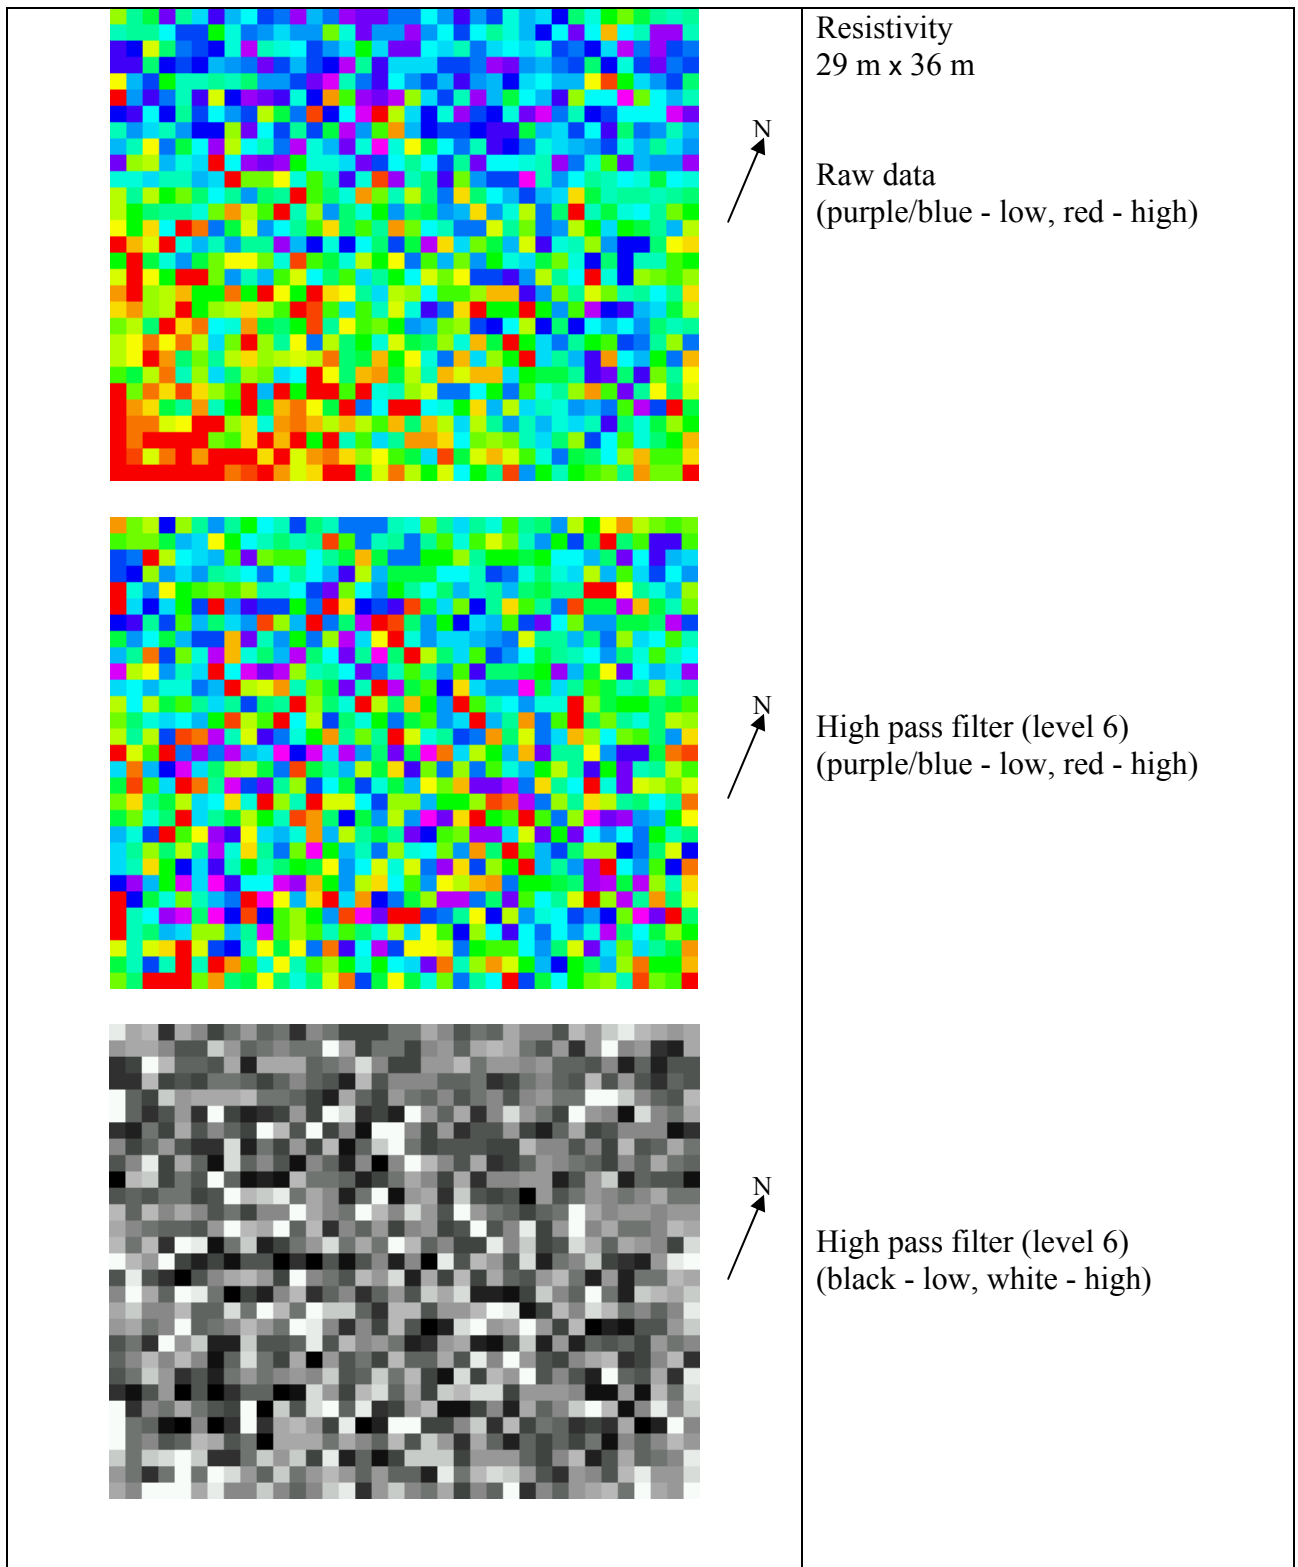 Resistivity
29 m x 36 m
N
Raw data
(purple/blue - low, red - high)
N
High pass filter (level 6)
(purple/blue - low, red - high)
N
High pass filter (level 6)
(black - low, white - high)